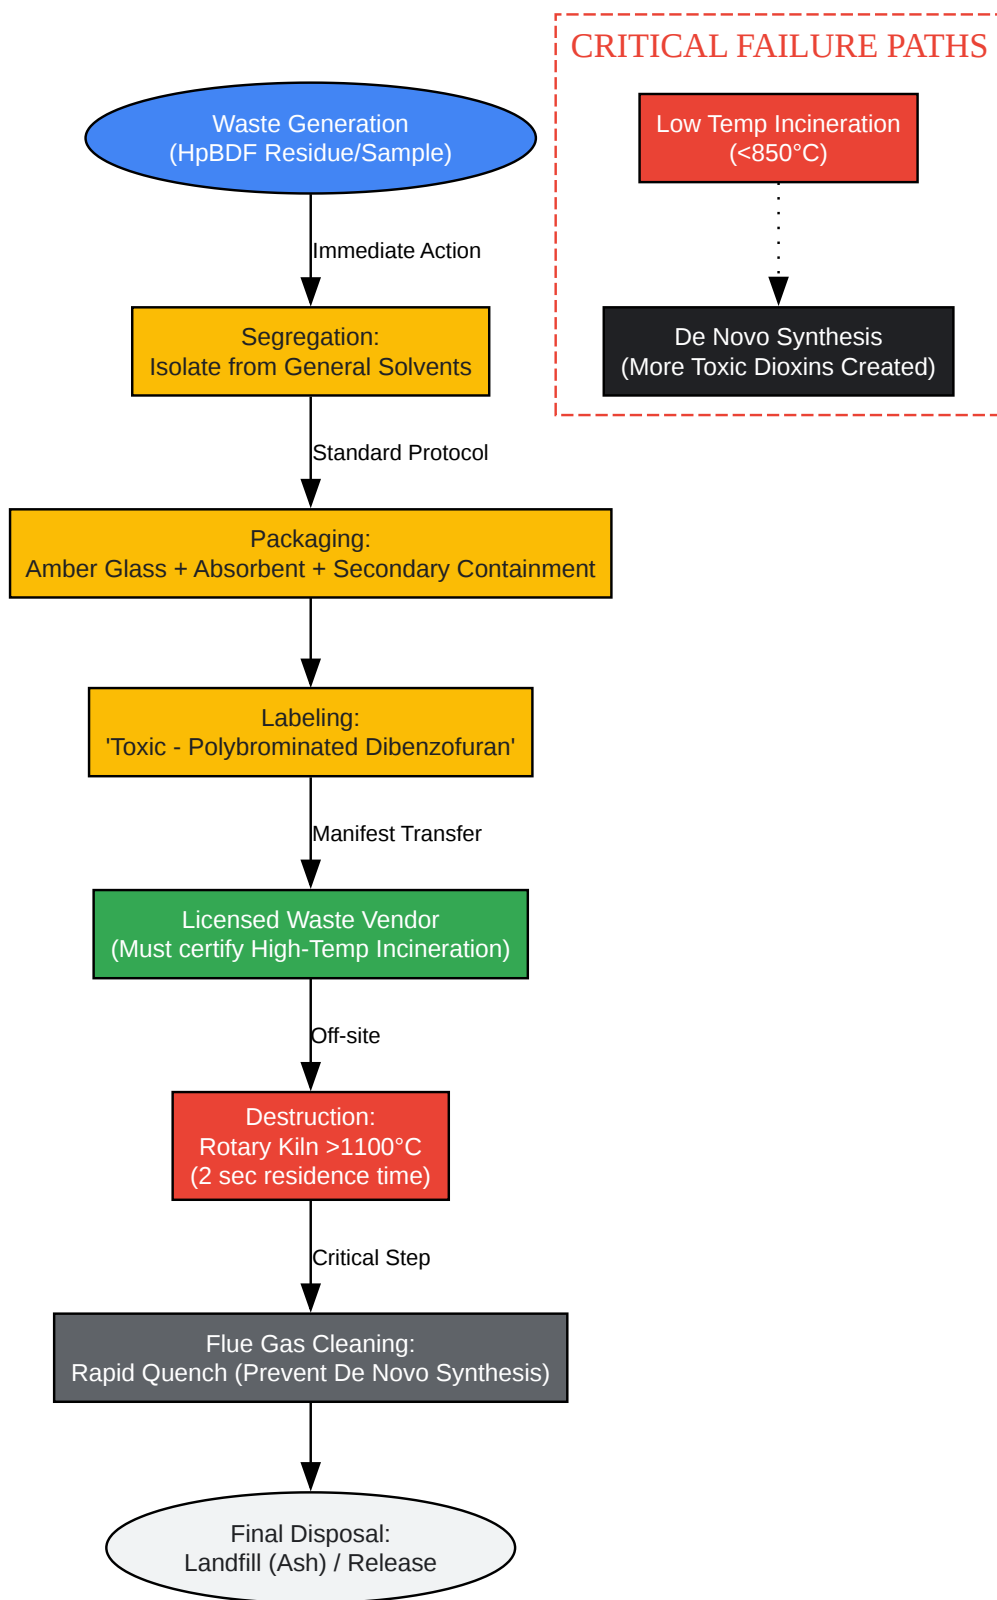 CRITICAL FAILURE PATHS
Low Temp Incineration
(<850°C)
De Novo Synthesis
(More Toxic Dioxins Created)
Waste Generation
(HpBDF Residue/Sample)
Immediate Action
Segregation:
Isolate from General Solvents
Standard Protocol
Packaging:
Amber Glass + Absorbent + Secondary Containment
Labeling:
'Toxic - Polybrominated Dibenzofuran'
Manifest Transfer
Licensed Waste Vendor
(Must certify High-Temp Incineration)
Off-site
Destruction:
Rotary Kiln >1100°C
(2 sec residence time)
Critical Step
Flue Gas Cleaning:
Rapid Quench (Prevent De Novo Synthesis)
Final Disposal:
Landfill (Ash) / Release